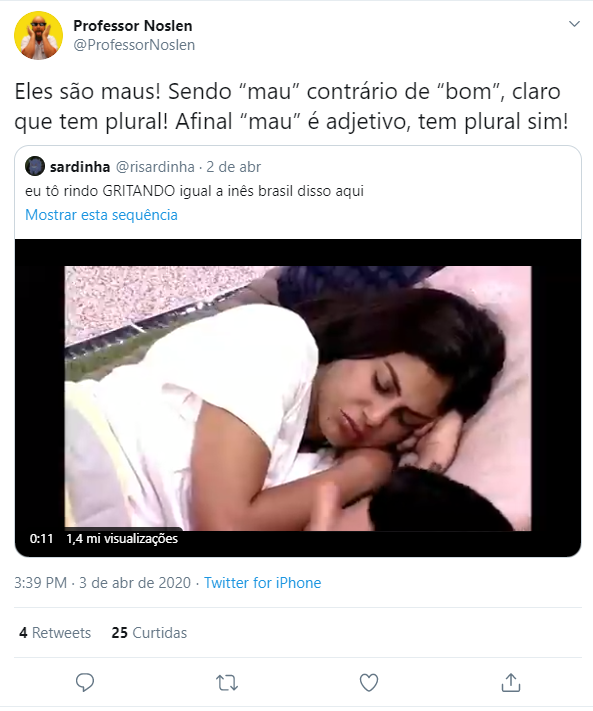 Professor Noslen
@ProfessorNoslen
Eles são maus! Sendo “mau” contrário de “bom”, claro
que tem plural! Afinal “mau” é adjetivo, tem plural sim!
sardinha @risardinha · 2 de abr
eu tô rindo GRITANDO igual a inês brasil disso aqui
Mostrar esta sequência
0:11 1,4 mi visualizações
3:39 PM · 3 de abr de 2020 · Twitter for iPhone
4 Retweets 25 Curtidas